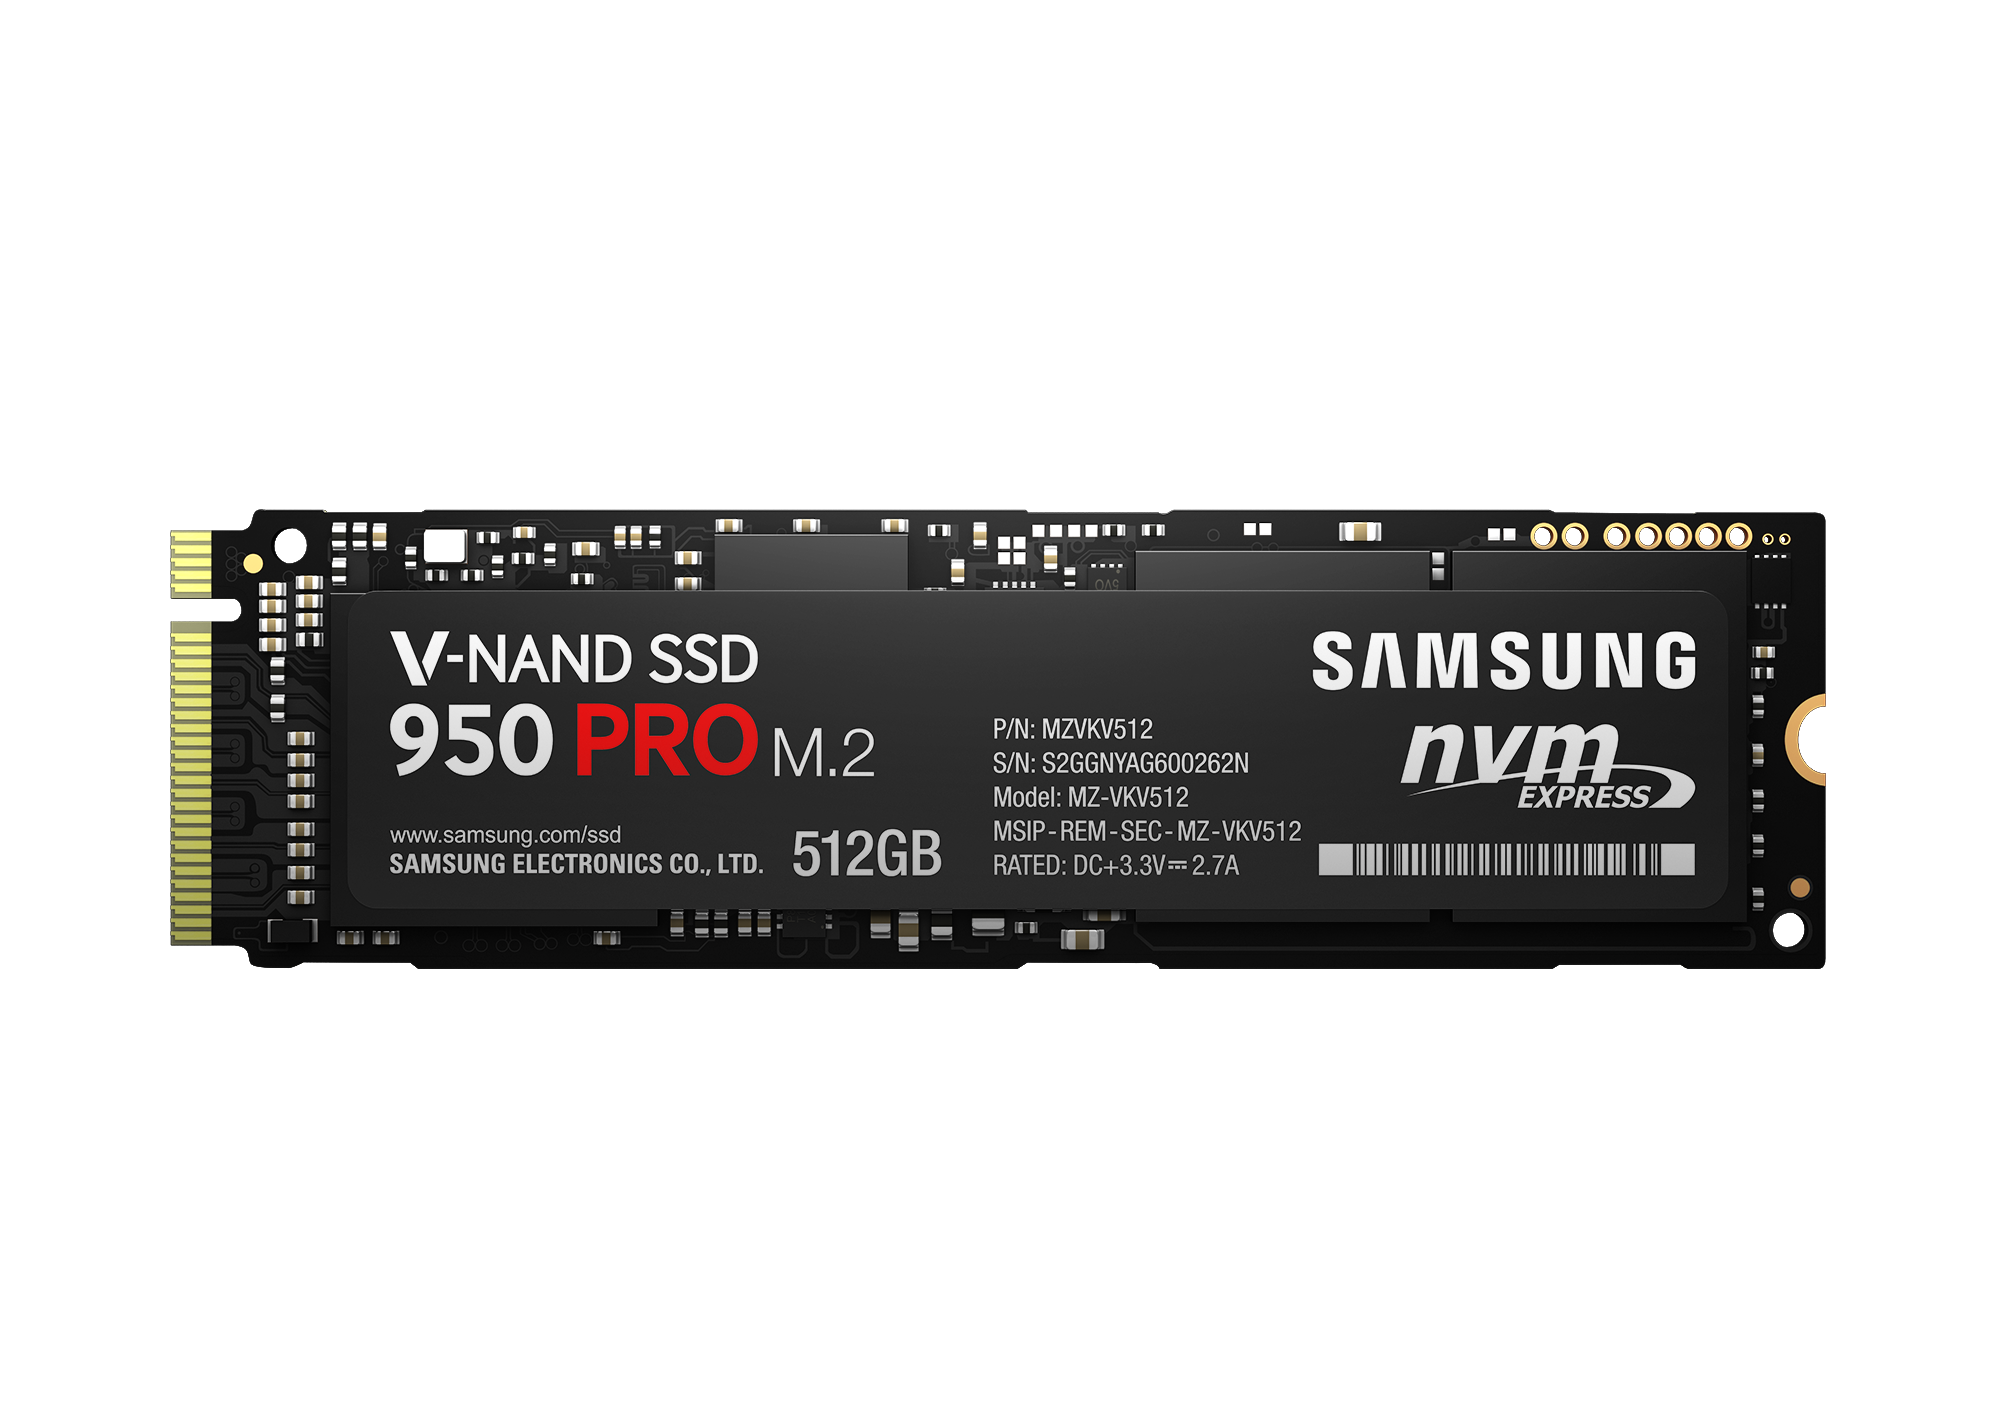 V-NAND SSD
950 PRO M.2
www.samsung.com/ssd
SAMSUNG ELECTRONICS CO., LTD.
512GB
P/N: MZVKV512
S/N: S2GGNYAG600262N
Model: MZ-VKV512
MSIP-REM-SEC-MZ-VKV512
RATED: DC+3.3V⎓2.7A
SAMSUNG
nvm
EXPRESS